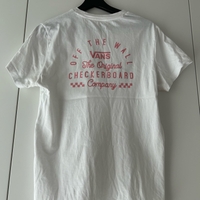 OFF THE WALL
VANS
The Original
CHECKERBOARD
Company